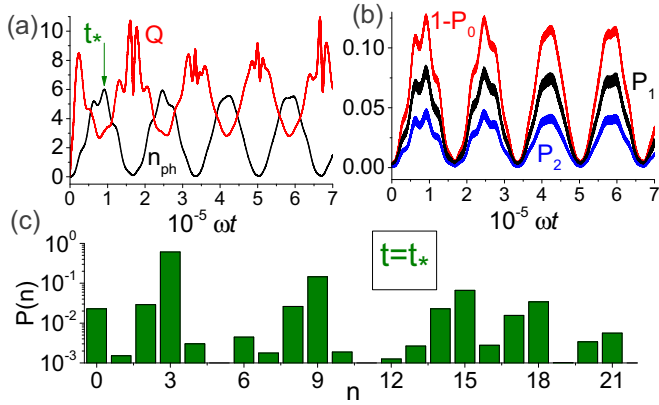 (a)
t*
Q
n_ph
10
8
6
4
2
0
0 1 2 3 4 5 6 7
10^-5 ωt
(b)
1-P_0
P_1
P_2
0.10
0.05
0.00
0 1 2 3 4 5 6 7
10^-5 ωt
(c)
t=t*
P(n)
10^0
10^-1
10^-2
10^-3
0 3 6 9 12 15 18 21
n